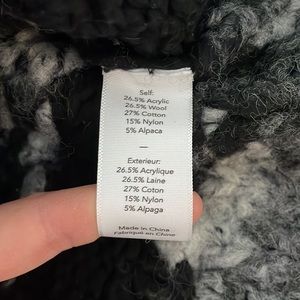 Self:
26.5% Acrylic
26.5% Wool
27% Cotton
15% Nylon
5% Alpaca
—
Exterieur:
26.5% Acrylique
26.5% Laine
27% Coton
15% Nylon
5% Alpaga
Made in China
Fabriqué en Chine